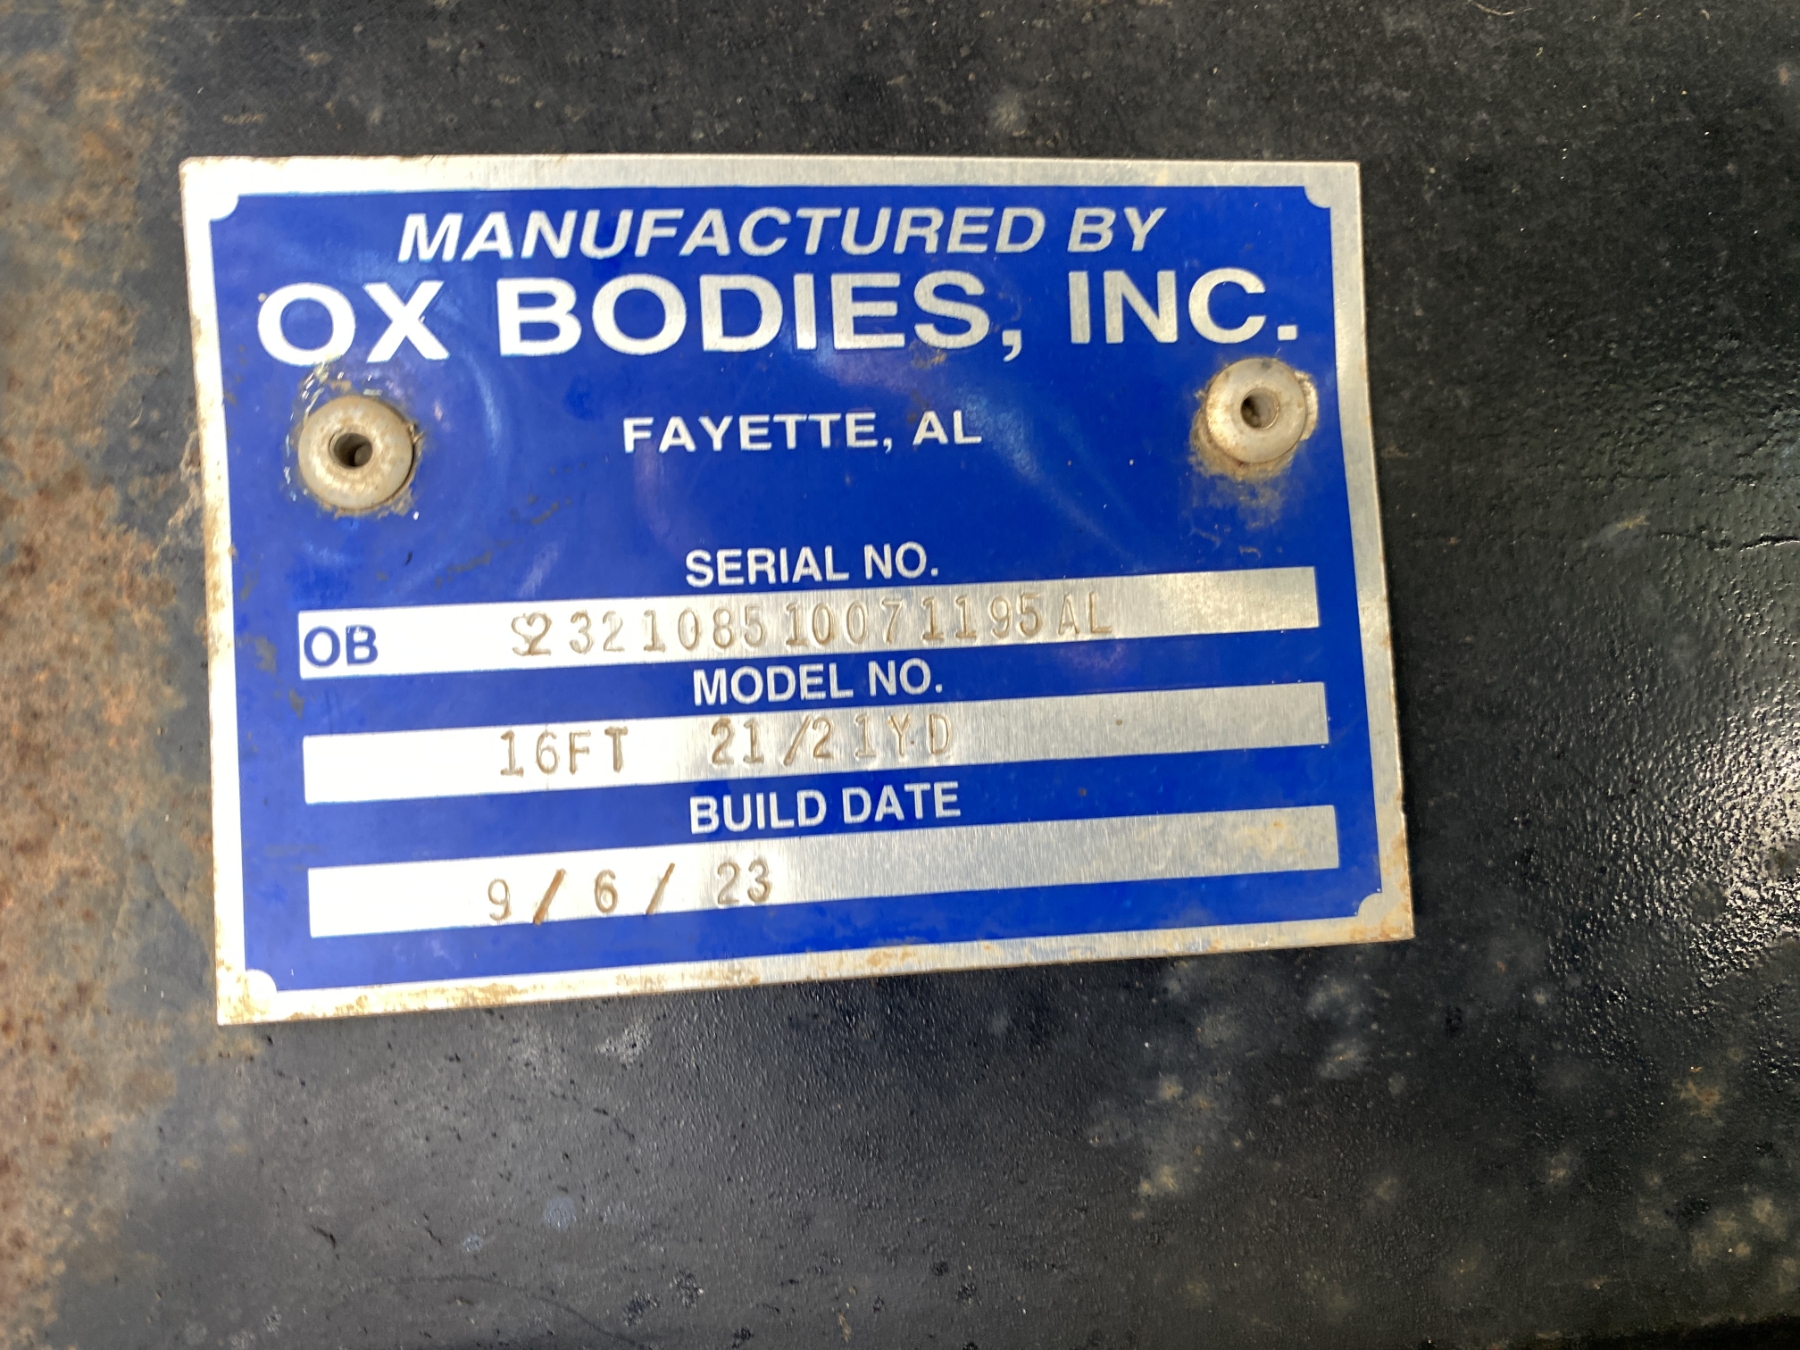 MANUFACTURED BY
OX BODIES, INC.
FAYETTE, AL
SERIAL NO.
OB S232108510071195AL
MODEL NO.
16FT 21/21YD
BUILD DATE
9/6/23